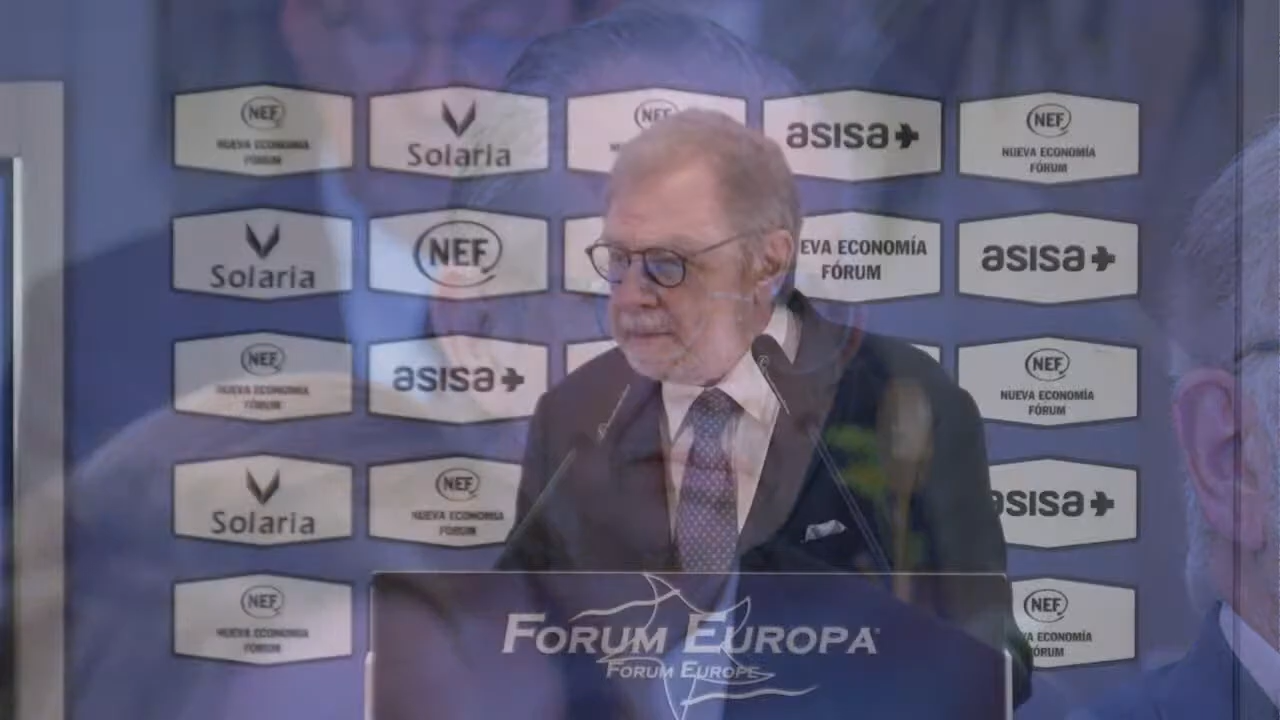 NEF
NUEVA ECONOMÍA
FÓRUM
Solaria
NEF
asisa
NEF
NUEVA ECONOMÍA
FÓRUM
Solaria
NEF
EVA ECONOMÍA
FÓRUM
asisa
NEF
NUEVA ECONOMÍA
FÓRUM
asisa
NEF
NUEVA ECONOMÍA
FÓRUM
Solaria
NEF
NUEVA ECONOMÍA
FÓRUM
asisa
NEF
NUEVA ECONOMÍA
FÓRUM
NEF
ECONOMÍA
FORUM EUROPA
FORUM EUROPE